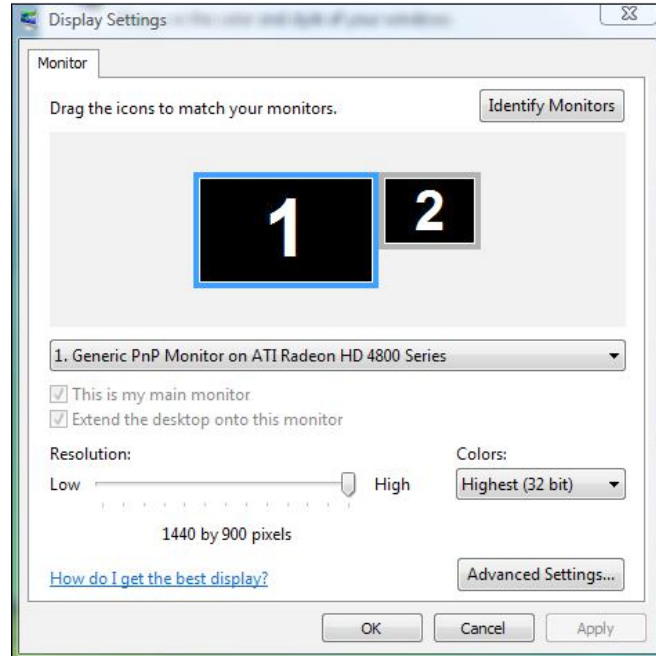 Display Settings
Monitor
Drag the icons to match your monitors.
Identify Monitors
1
2
1. Generic PnP Monitor on ATI Radeon HD 4800 Series
This is my main monitor
Extend the desktop onto this monitor
Resolution:
Colors:
Low
High
Highest (32 bit)
1440 by 900 pixels
How do I get the best display?
Advanced Settings...
OK
Cancel
Apply